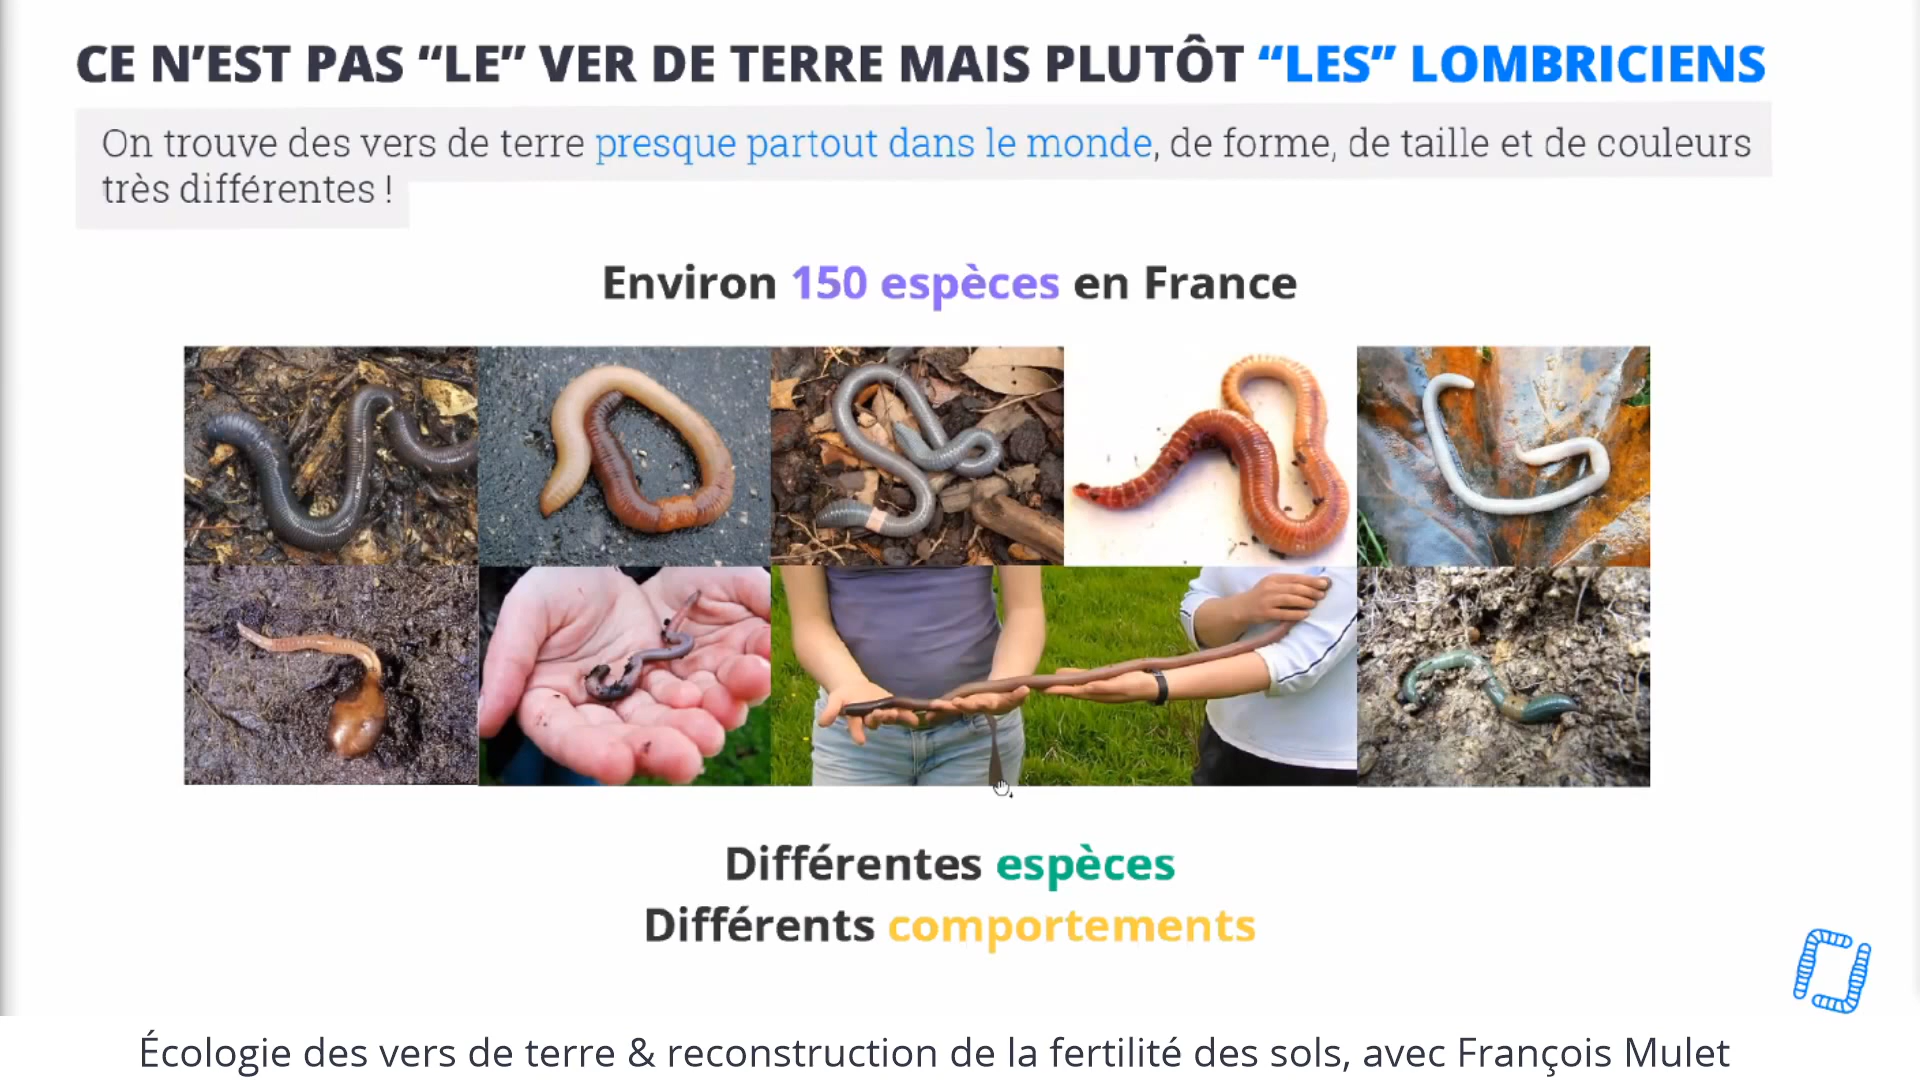 CE N’EST PAS “LE” VER DE TERRE MAIS PLUTÔT “LES” LOMBRICIENS
On trouve des vers de terre presque partout dans le monde, de forme, de taille et de couleurs
très différentes !
Environ 150 espèces en France
Différentes espèces
Différents comportements
Écologie des vers de terre & reconstruction de la fertilité des sols, avec François Mulet